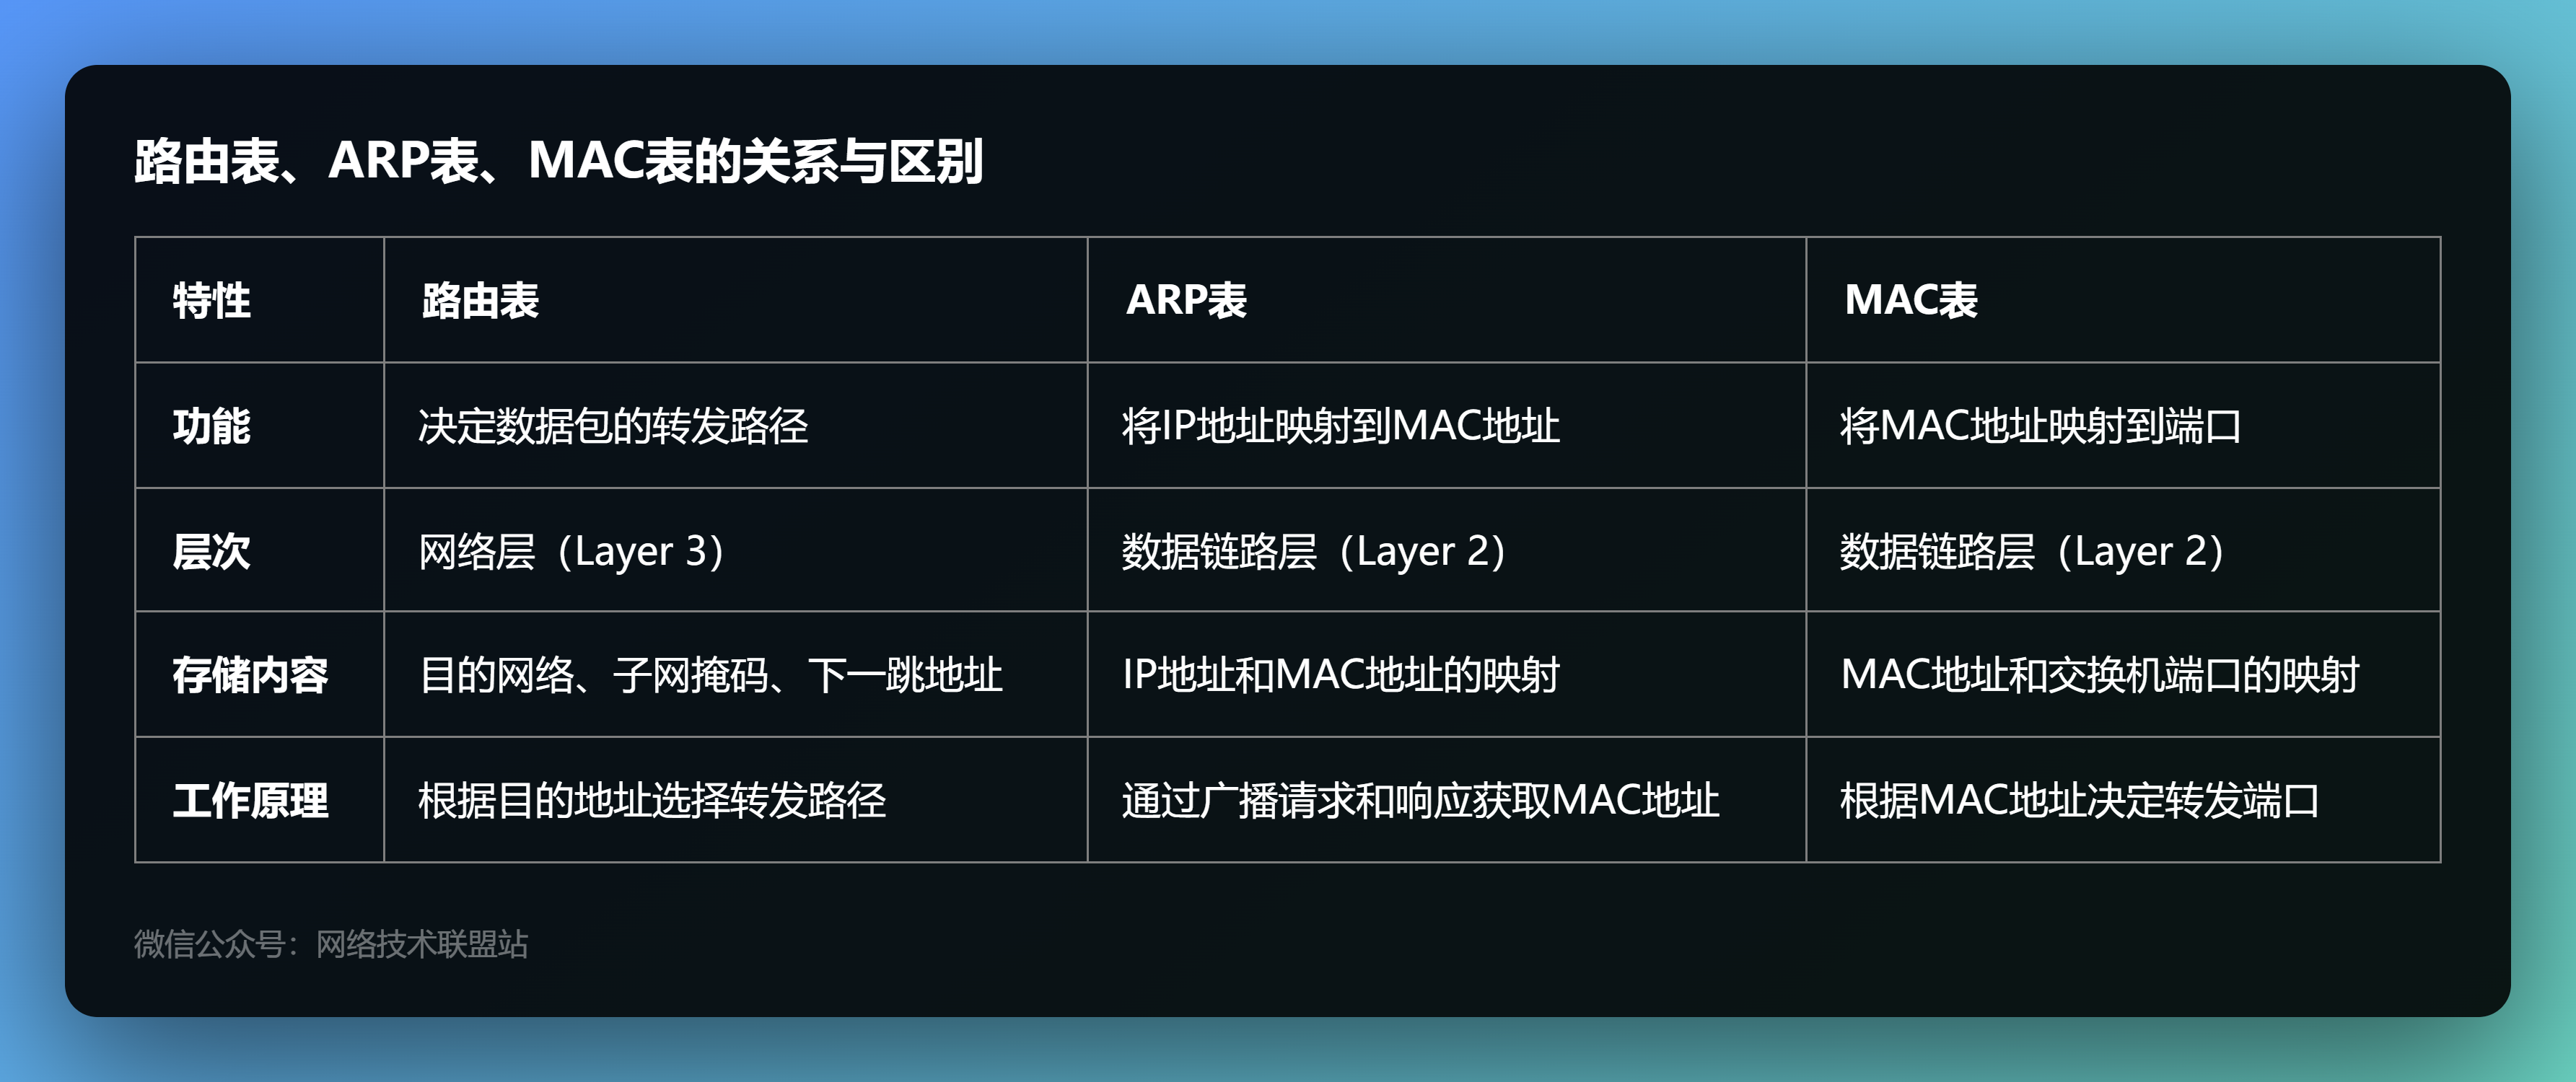 路由表、ARP表、MAC表的关系与区别
特性 路由表 ARP表 MAC表
功能 决定数据包的转发路径 将IP地址映射到MAC地址 将MAC地址映射到端口
层次 网络层（Layer 3） 数据链路层（Layer 2） 数据链路层（Layer 2）
存储内容 目的网络、子网掩码、下一跳地址 IP地址和MAC地址的映射 MAC地址和交换机端口的映射
工作原理 根据目的地址选择转发路径 通过广播请求和响应获取MAC地址 根据MAC地址决定转发端口
微信公众号：网络技术联盟站